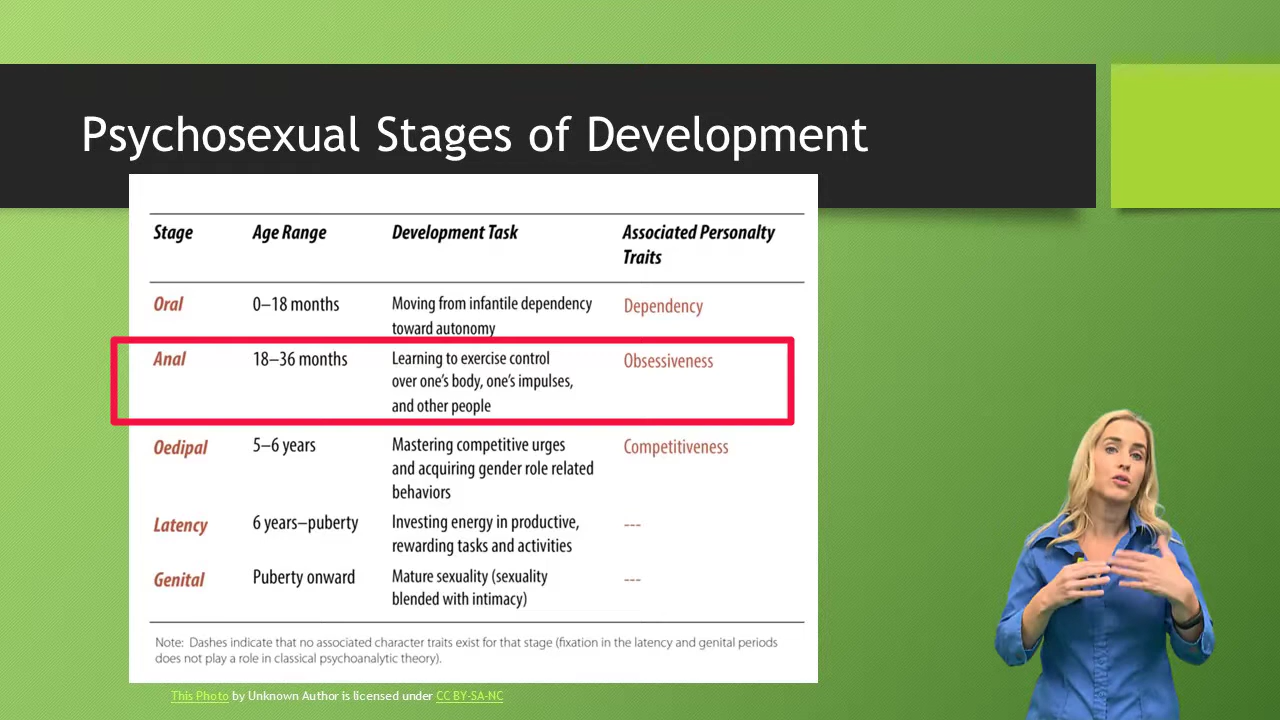 Psychosexual Stages of Development
Stage Age Range Development Task Associated Personalty
Traits
Oral 0–18 months Moving from infantile dependency Dependency
toward autonomy
Anal 18–36 months Learning to exercise control Obsessiveness
over one's body, one's impulses,
and other people
Oedipal 5–6 years Mastering competitive urges Competitiveness
and acquiring gender role related
behaviors
Latency 6 years–puberty Investing energy in productive, ---
rewarding tasks and activities
Genital Puberty onward Mature sexuality (sexuality ---
blended with intimacy)
Note: Dashes indicate that no associated character traits exist for that stage (fixation in the latency and genital periods
does not play a role in classical psychoanalytic theory).
This Photo by Unknown Author is licensed under CC BY-SA-NC